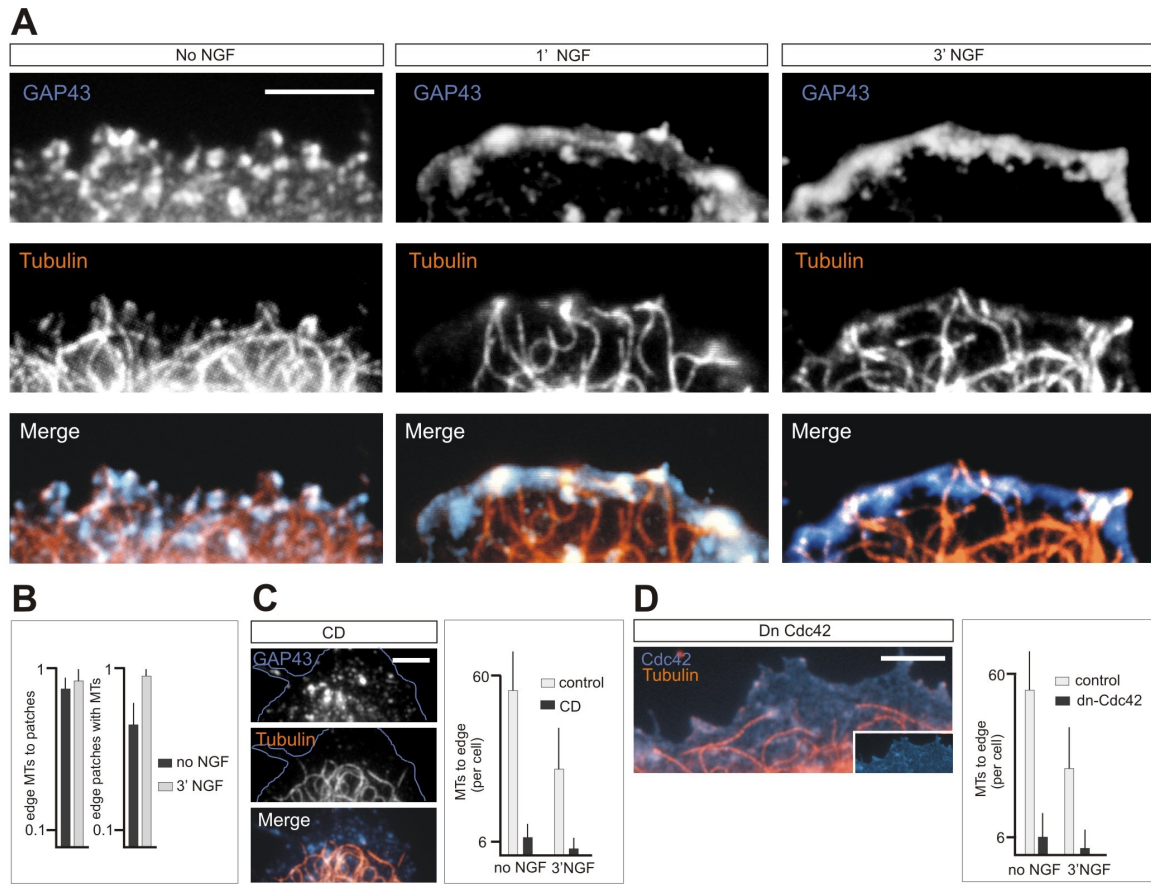 A
No NGF
1' NGF
3' NGF
GAP43
GAP43
GAP43
Tubulin
Tubulin
Tubulin
Merge
Merge
Merge
B
1
0.1
edge MTs to patches
1
0.1
edge patches with MTs
no NGF
3' NGF
C
CD
GAP43
Tubulin
Merge
60
6
MTs to edge
(per cell)
control
CD
no NGF
3'NGF
D
Dn Cdc42
Cdc42
Tubulin
60
6
MTs to edge
(per cell)
control
dn-Cdc42
no NGF
3'NGF